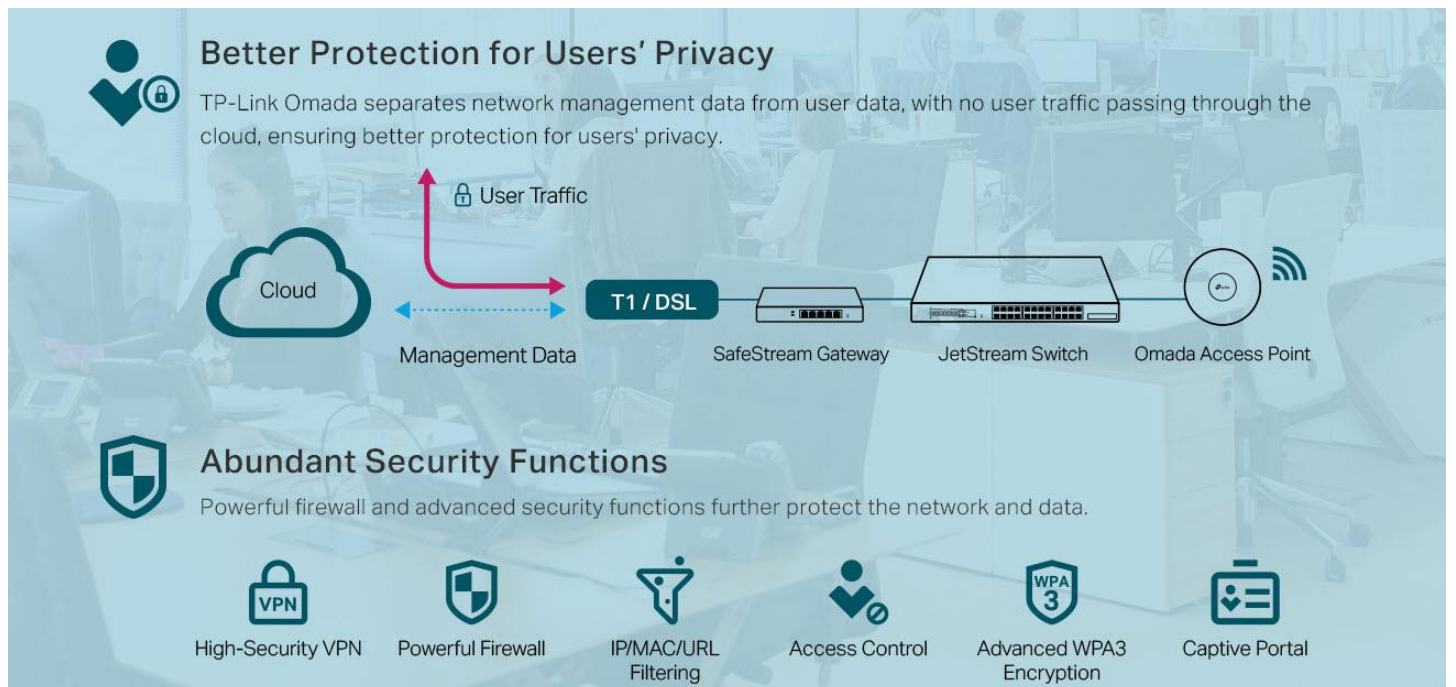 Better Protection for Users' Privacy
TP-Link Omada separates network management data from user data, with no user traffic passing through the
cloud, ensuring better protection for users' privacy.
User Traffic
Cloud
T1 / DSL
Management Data
SafeStream Gateway
JetStream Switch
Omada Access Point
Abundant Security Functions
Powerful firewall and advanced security functions further protect the network and data.
VPN
WPA
3
High-Security VPN
Powerful Firewall
IP/MAC/URL
Filtering
Access Control
Advanced WPA3
Encryption
Captive Portal